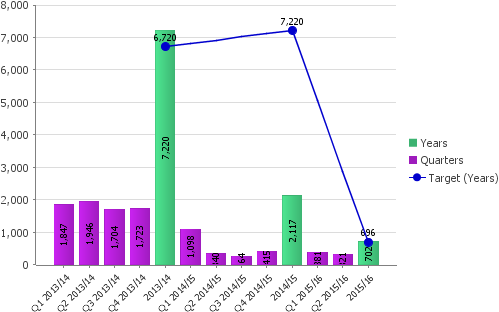 8,000
7,000
6,000
5,000
4,000
3,000
2,000
1,000
0
6,720
7,220
696
1,847
1,946
1,704
1,723
7,220
1,098
415
2,117
702
Q1 2013/14
Q2 2013/14
Q3 2013/14
Q4 2013/14
2013/14
Q1 2014/15
Q2 2014/15
Q3 2014/15
Q4 2014/15
2014/15
Q1 2015/16
Q2 2015/16
2015/16
Years
Quarters
Target (Years)